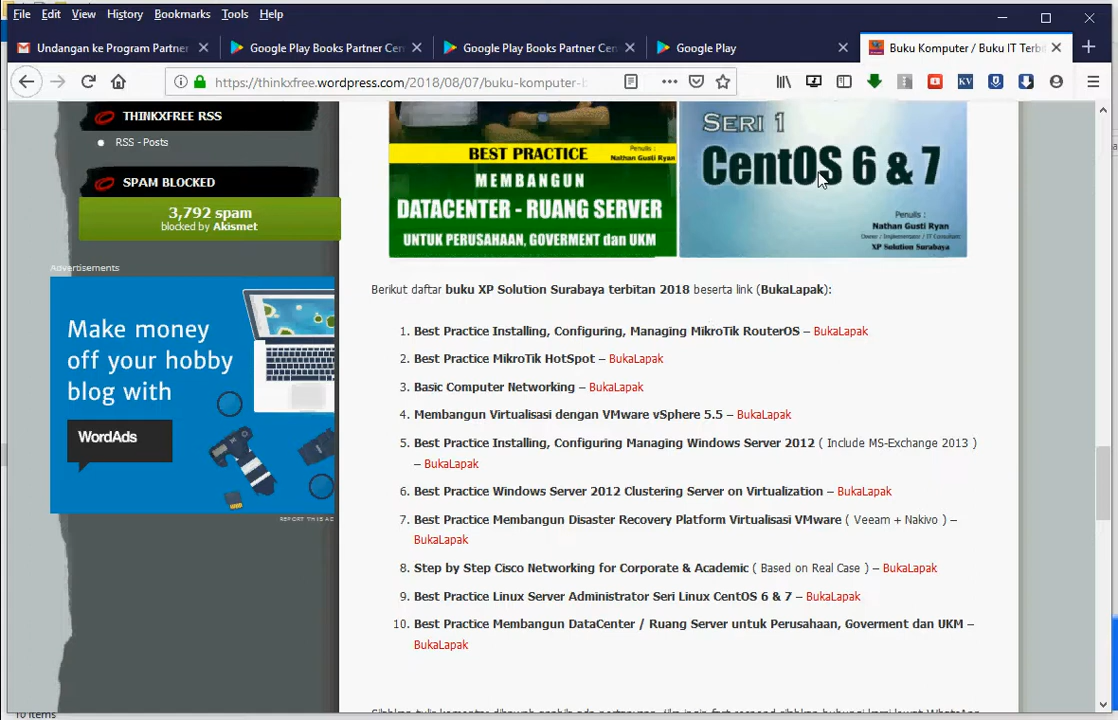 File Edit View History Bookmarks Tools Help
Undangan ke Program Partner
Google Play Books Partner Cen
Google Play Books Partner Cen
Google Play
Buku Komputer / Buku IT Terbi
https://thinkxfree.wordpress.com/2018/08/07/buku-komputer-b
THINKXFREE RSS
RSS - Posts
SPAM BLOCKED
3,792 spam
blocked by Akismet
Advertisements
Make money
off your hobby
blog with
WordAds
REPORT THIS AD
BEST PRACTICE
Penulis :
Nathan Gusti Ryan
MEMBANGUN
DATACENTER - RUANG SERVER
UNTUK PERUSAHAAN, GOVERMENT dan UKM
SERI 1
CentOS 6 & 7
Penulis :
Nathan Gusti Ryan
Owner / Implementator / IT Consultant
XP Solution Surabaya
Berikut daftar buku XP Solution Surabaya terbitan 2018 beserta link (BukaLapak):
1. Best Practice Installing, Configuring, Managing MikroTik RouterOS – BukaLapak
2. Best Practice MikroTik HotSpot – BukaLapak
3. Basic Computer Networking – BukaLapak
4. Membangun Virtualisasi dengan VMware vSphere 5.5 – BukaLapak
5. Best Practice Installing, Configuring Managing Windows Server 2012 ( Include MS-Exchange 2013 )
– BukaLapak
6. Best Practice Windows Server 2012 Clustering Server on Virtualization – BukaLapak
7. Best Practice Membangun Disaster Recovery Platform Virtualisasi VMware ( Veeam + Nakivo ) –
BukaLapak
8. Step by Step Cisco Networking for Corporate & Academic ( Based on Real Case ) – BukaLapak
9. Best Practice Linux Server Administrator Seri Linux CentOS 6 & 7 – BukaLapak
10. Best Practice Membangun DataCenter / Ruang Server untuk Perusahaan, Goverment dan UKM –
BukaLapak
10 items